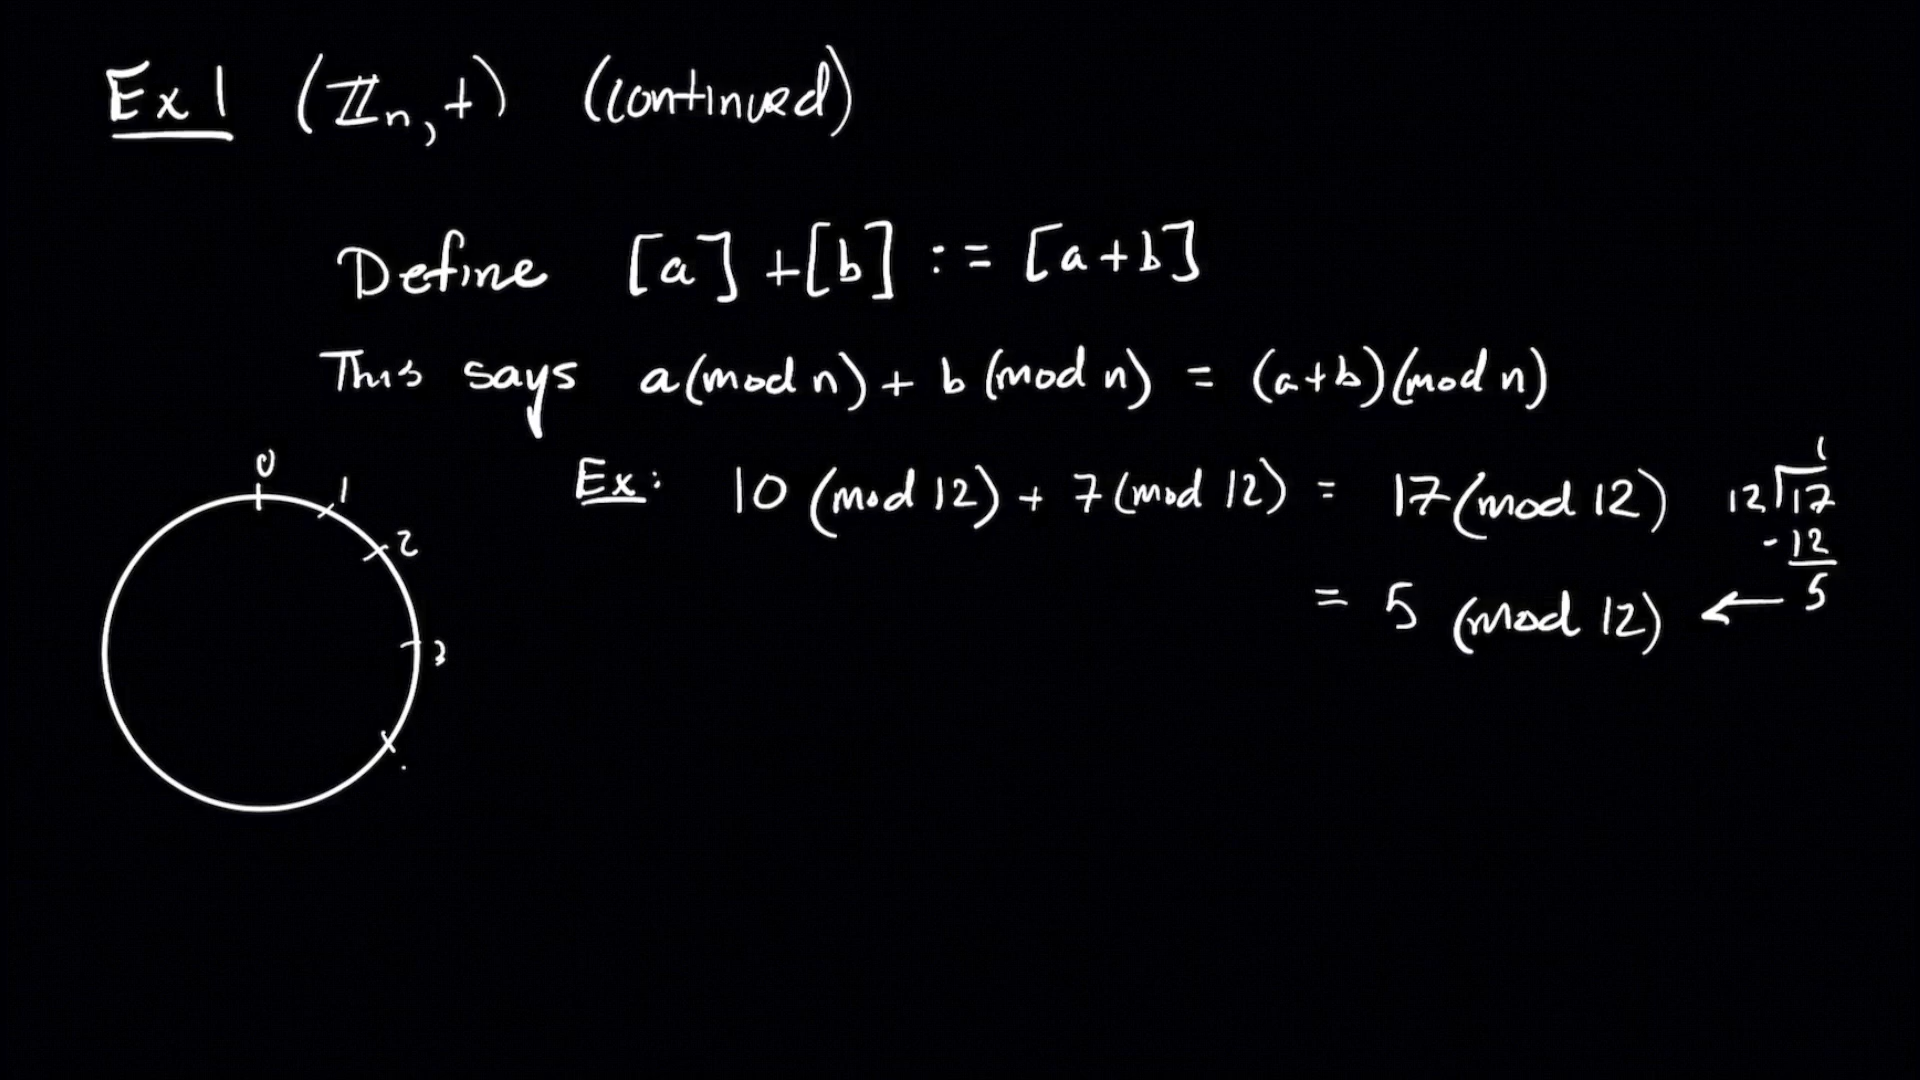 Ex 1 (ℤn, +) (continued)
Define [a] + [b] := [a+b]
This says a (mod n) + b (mod n) = (a+b) (mod n)
Ex: 10 (mod 12) + 7 (mod 12) = 17 (mod 12)
= 5 (mod 12) ←
1
12)17
-12
5
0
1
2
3